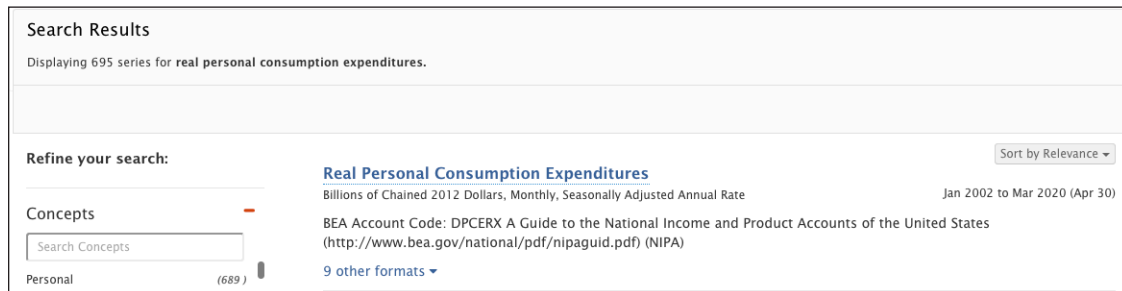 Search Results
Displaying 695 series for real personal consumption expenditures.
Refine your search:
Sort by Relevance
Real Personal Consumption Expenditures
Billions of Chained 2012 Dollars, Monthly, Seasonally Adjusted Annual Rate
Jan 2002 to Mar 2020 (Apr 30)
Concepts
BEA Account Code: DPCERX A Guide to the National Income and Product Accounts of the United States
(http://www.bea.gov/national/pdf/nipaguid.pdf) (NIPA)
Search Concepts
9 other formats
Personal (689)